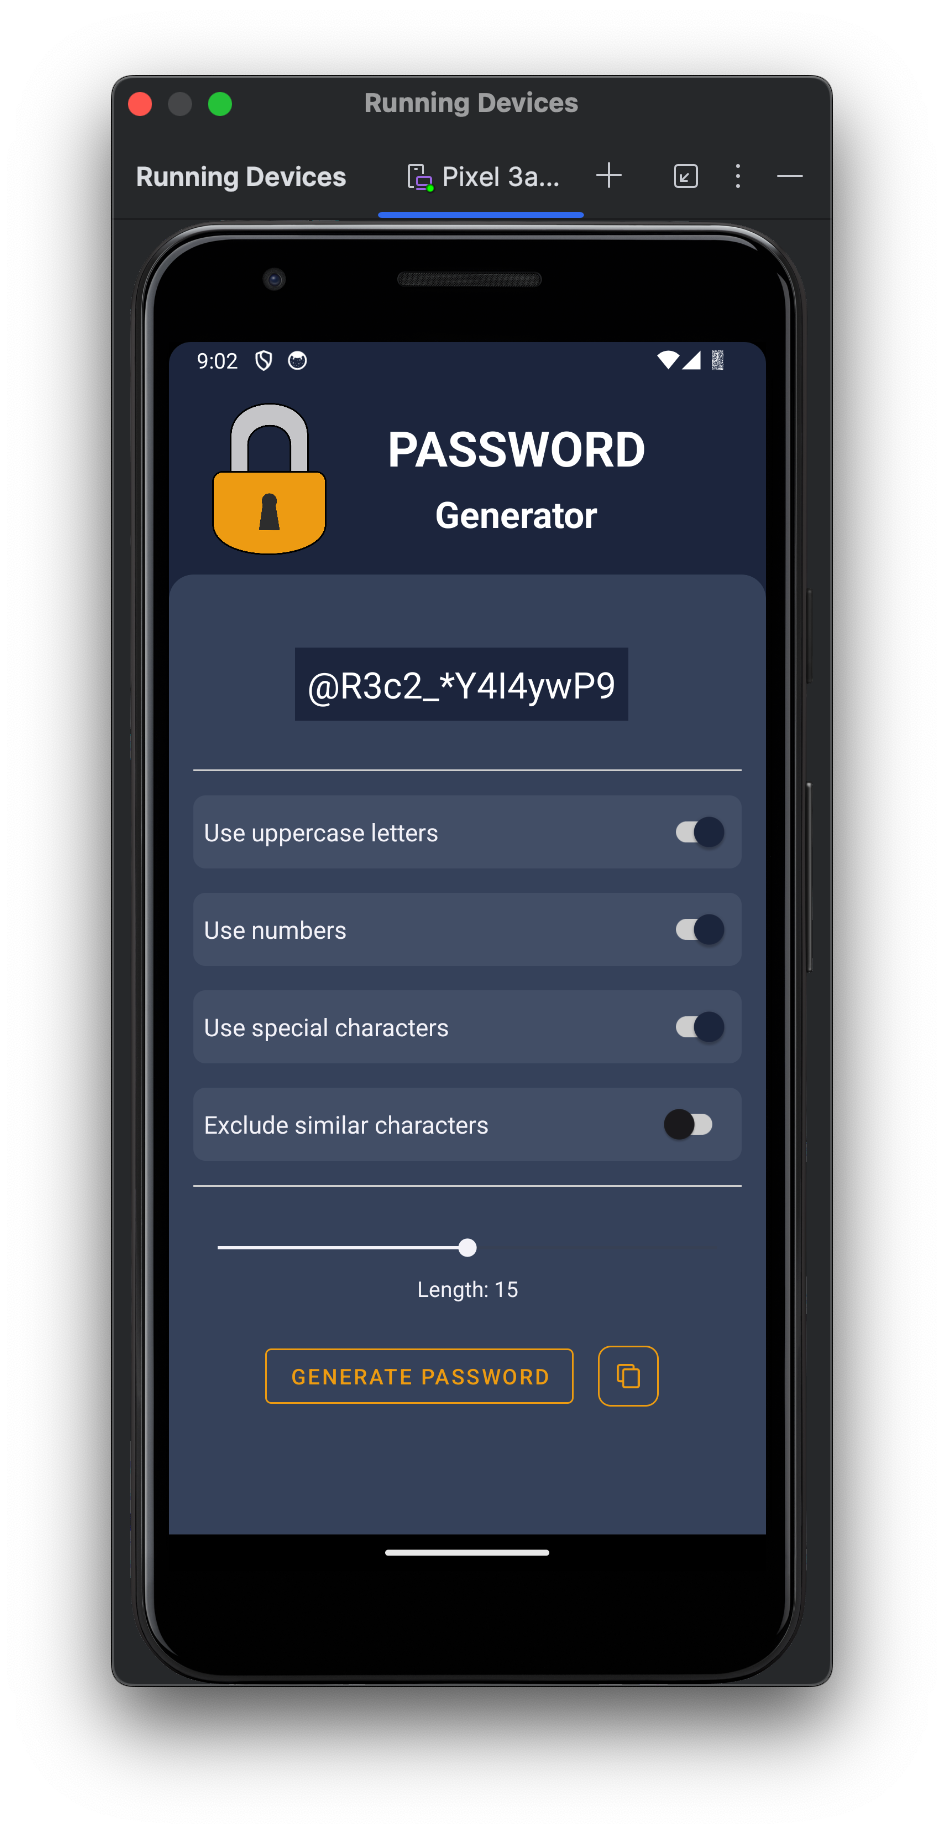 Running Devices
Running Devices
Pixel 3a...
9:02
PASSWORD
Generator
@R3c2_*Y4I4ywP9
Use uppercase letters
Use numbers
Use special characters
Exclude similar characters
Length: 15
GENERATE PASSWORD